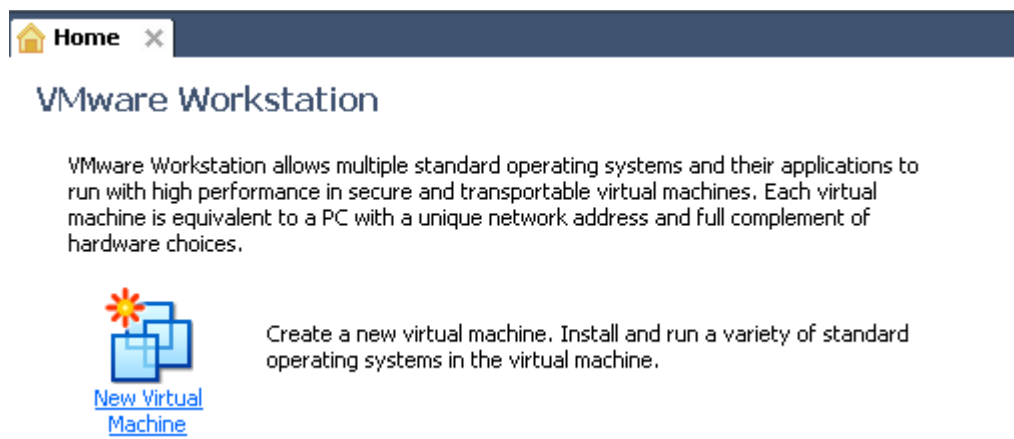 Home
VMware Workstation
VMware Workstation allows multiple standard operating systems and their applications to
run with high performance in secure and transportable virtual machines. Each virtual
machine is equivalent to a PC with a unique network address and full complement of
hardware choices.
Create a new virtual machine. Install and run a variety of standard
operating systems in the virtual machine.
New Virtual
Machine